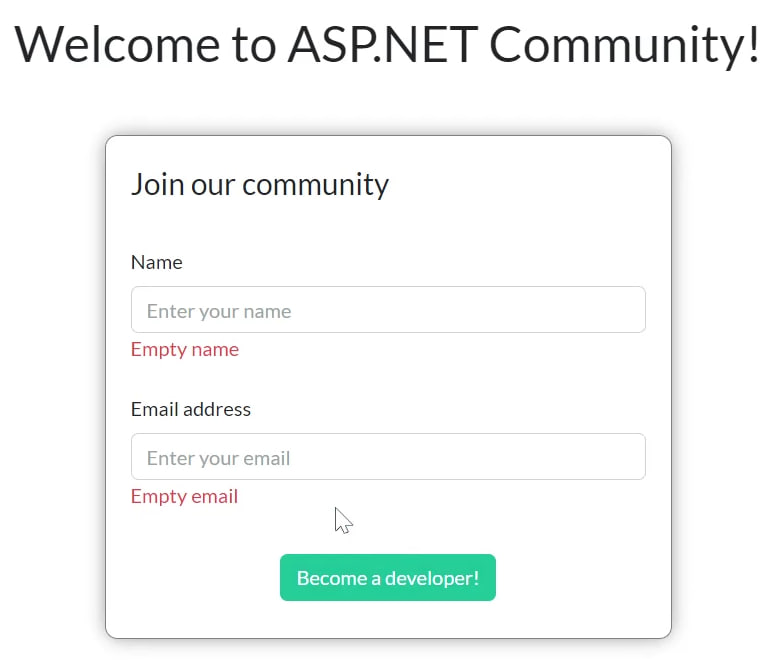 Welcome to ASP.NET Community!
Join our community
Name
Enter your name
Empty name
Email address
Enter your email
Empty email
Become a developer!